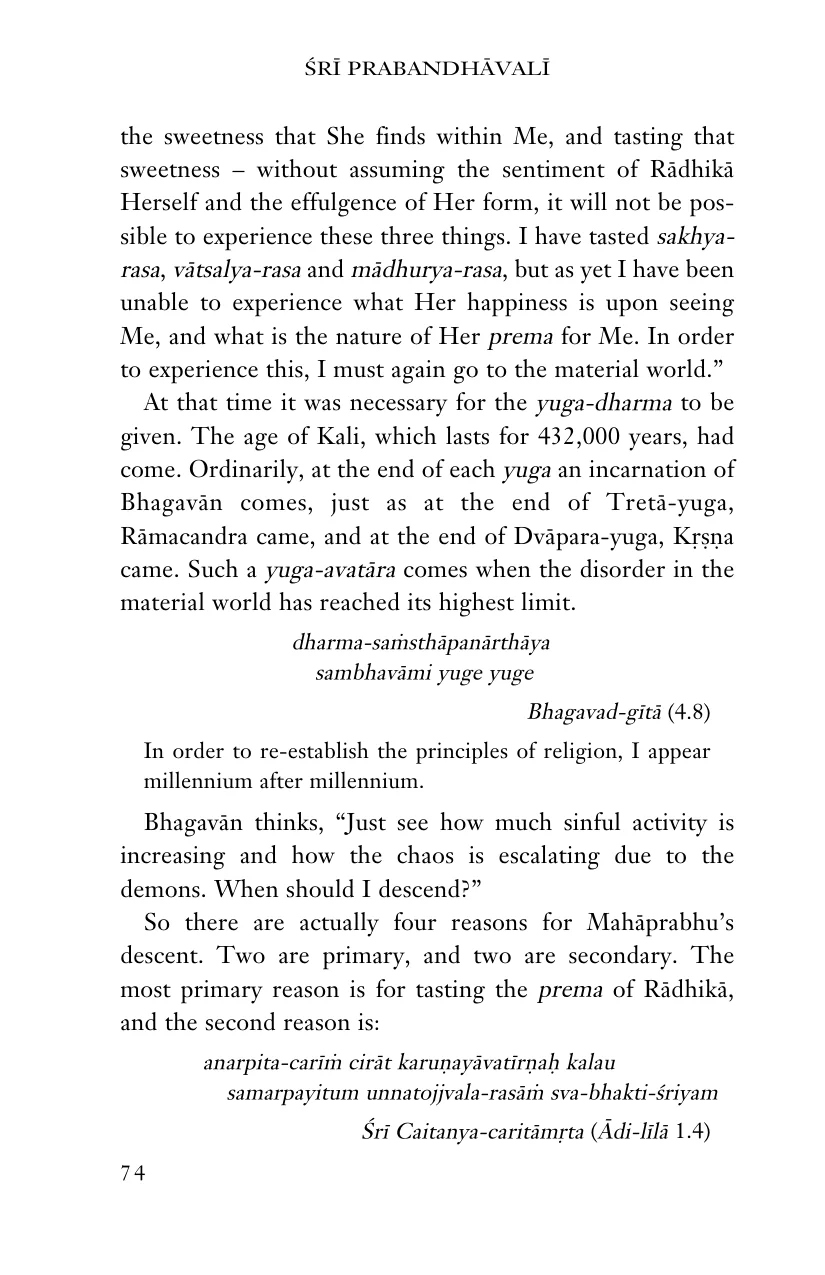 ŚRĪ PRABANDHĀVALĪ
the sweetness that She finds within Me, and tasting that
sweetness – without assuming the sentiment of Rādhikā
Herself and the effulgence of Her form, it will not be pos-
sible to experience these three things. I have tasted sakhya-
rasa, vātsalya-rasa and mādhurya-rasa, but as yet I have been
unable to experience what Her happiness is upon seeing
Me, and what is the nature of Her prema for Me. In order
to experience this, I must again go to the material world.”
At that time it was necessary for the yuga-dharma to be
given. The age of Kali, which lasts for 432,000 years, had
come. Ordinarily, at the end of each yuga an incarnation of
Bhagavān comes, just as at the end of Tretā-yuga,
Rāmacandra came, and at the end of Dvāpara-yuga, Kṛṣṇa
came. Such a yuga-avatāra comes when the disorder in the
material world has reached its highest limit.
dharma-saṁsthāpanārthāya
sambhavāmi yuge yuge
Bhagavad-gītā (4.8)
In order to re-establish the principles of religion, I appear
millennium after millennium.
Bhagavān thinks, “Just see how much sinful activity is
increasing and how the chaos is escalating due to the
demons. When should I descend?”
So there are actually four reasons for Mahāprabhu’s
descent. Two are primary, and two are secondary. The
most primary reason is for tasting the prema of Rādhikā,
and the second reason is:
anarpita-carīṁ cirāt karuṇayāvatīrṇaḥ kalau
samarpayitum unnatojjvala-rasāṁ sva-bhakti-śriyam
Śrī Caitanya-caritāmṛta (Ādi-līlā 1.4)
74